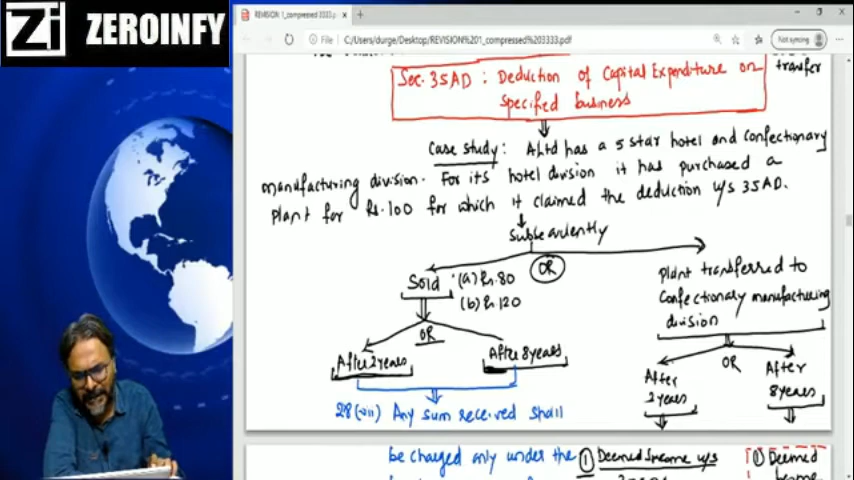 Zi ZEROINFY
REVISION 1_compressed 3333.pdf
File
C:/Users/durge/Desktop/REVISION%201_compressed%203333.pdf
Not syncing
transfer
Sec. 35AD : Deduction of Capital Expenditure on
specified business
Case study : A Ltd has a 5 star hotel and Confectionary
manufacturing division. For its hotel division it has purchased a
plant for Rs.100 for which it claimed the deduction u/s 35AD.
Subsequently
OR
Sold (a) Rs.80
(b) Rs.120
OR
After 2 years
After 8 years
28(vii) Any sum received shall
plant transferred to
Confectionary manufacturing
division
OR
After
2 years
After
8 years
be charged only under the
① Deemed Income u/s
① Deemed